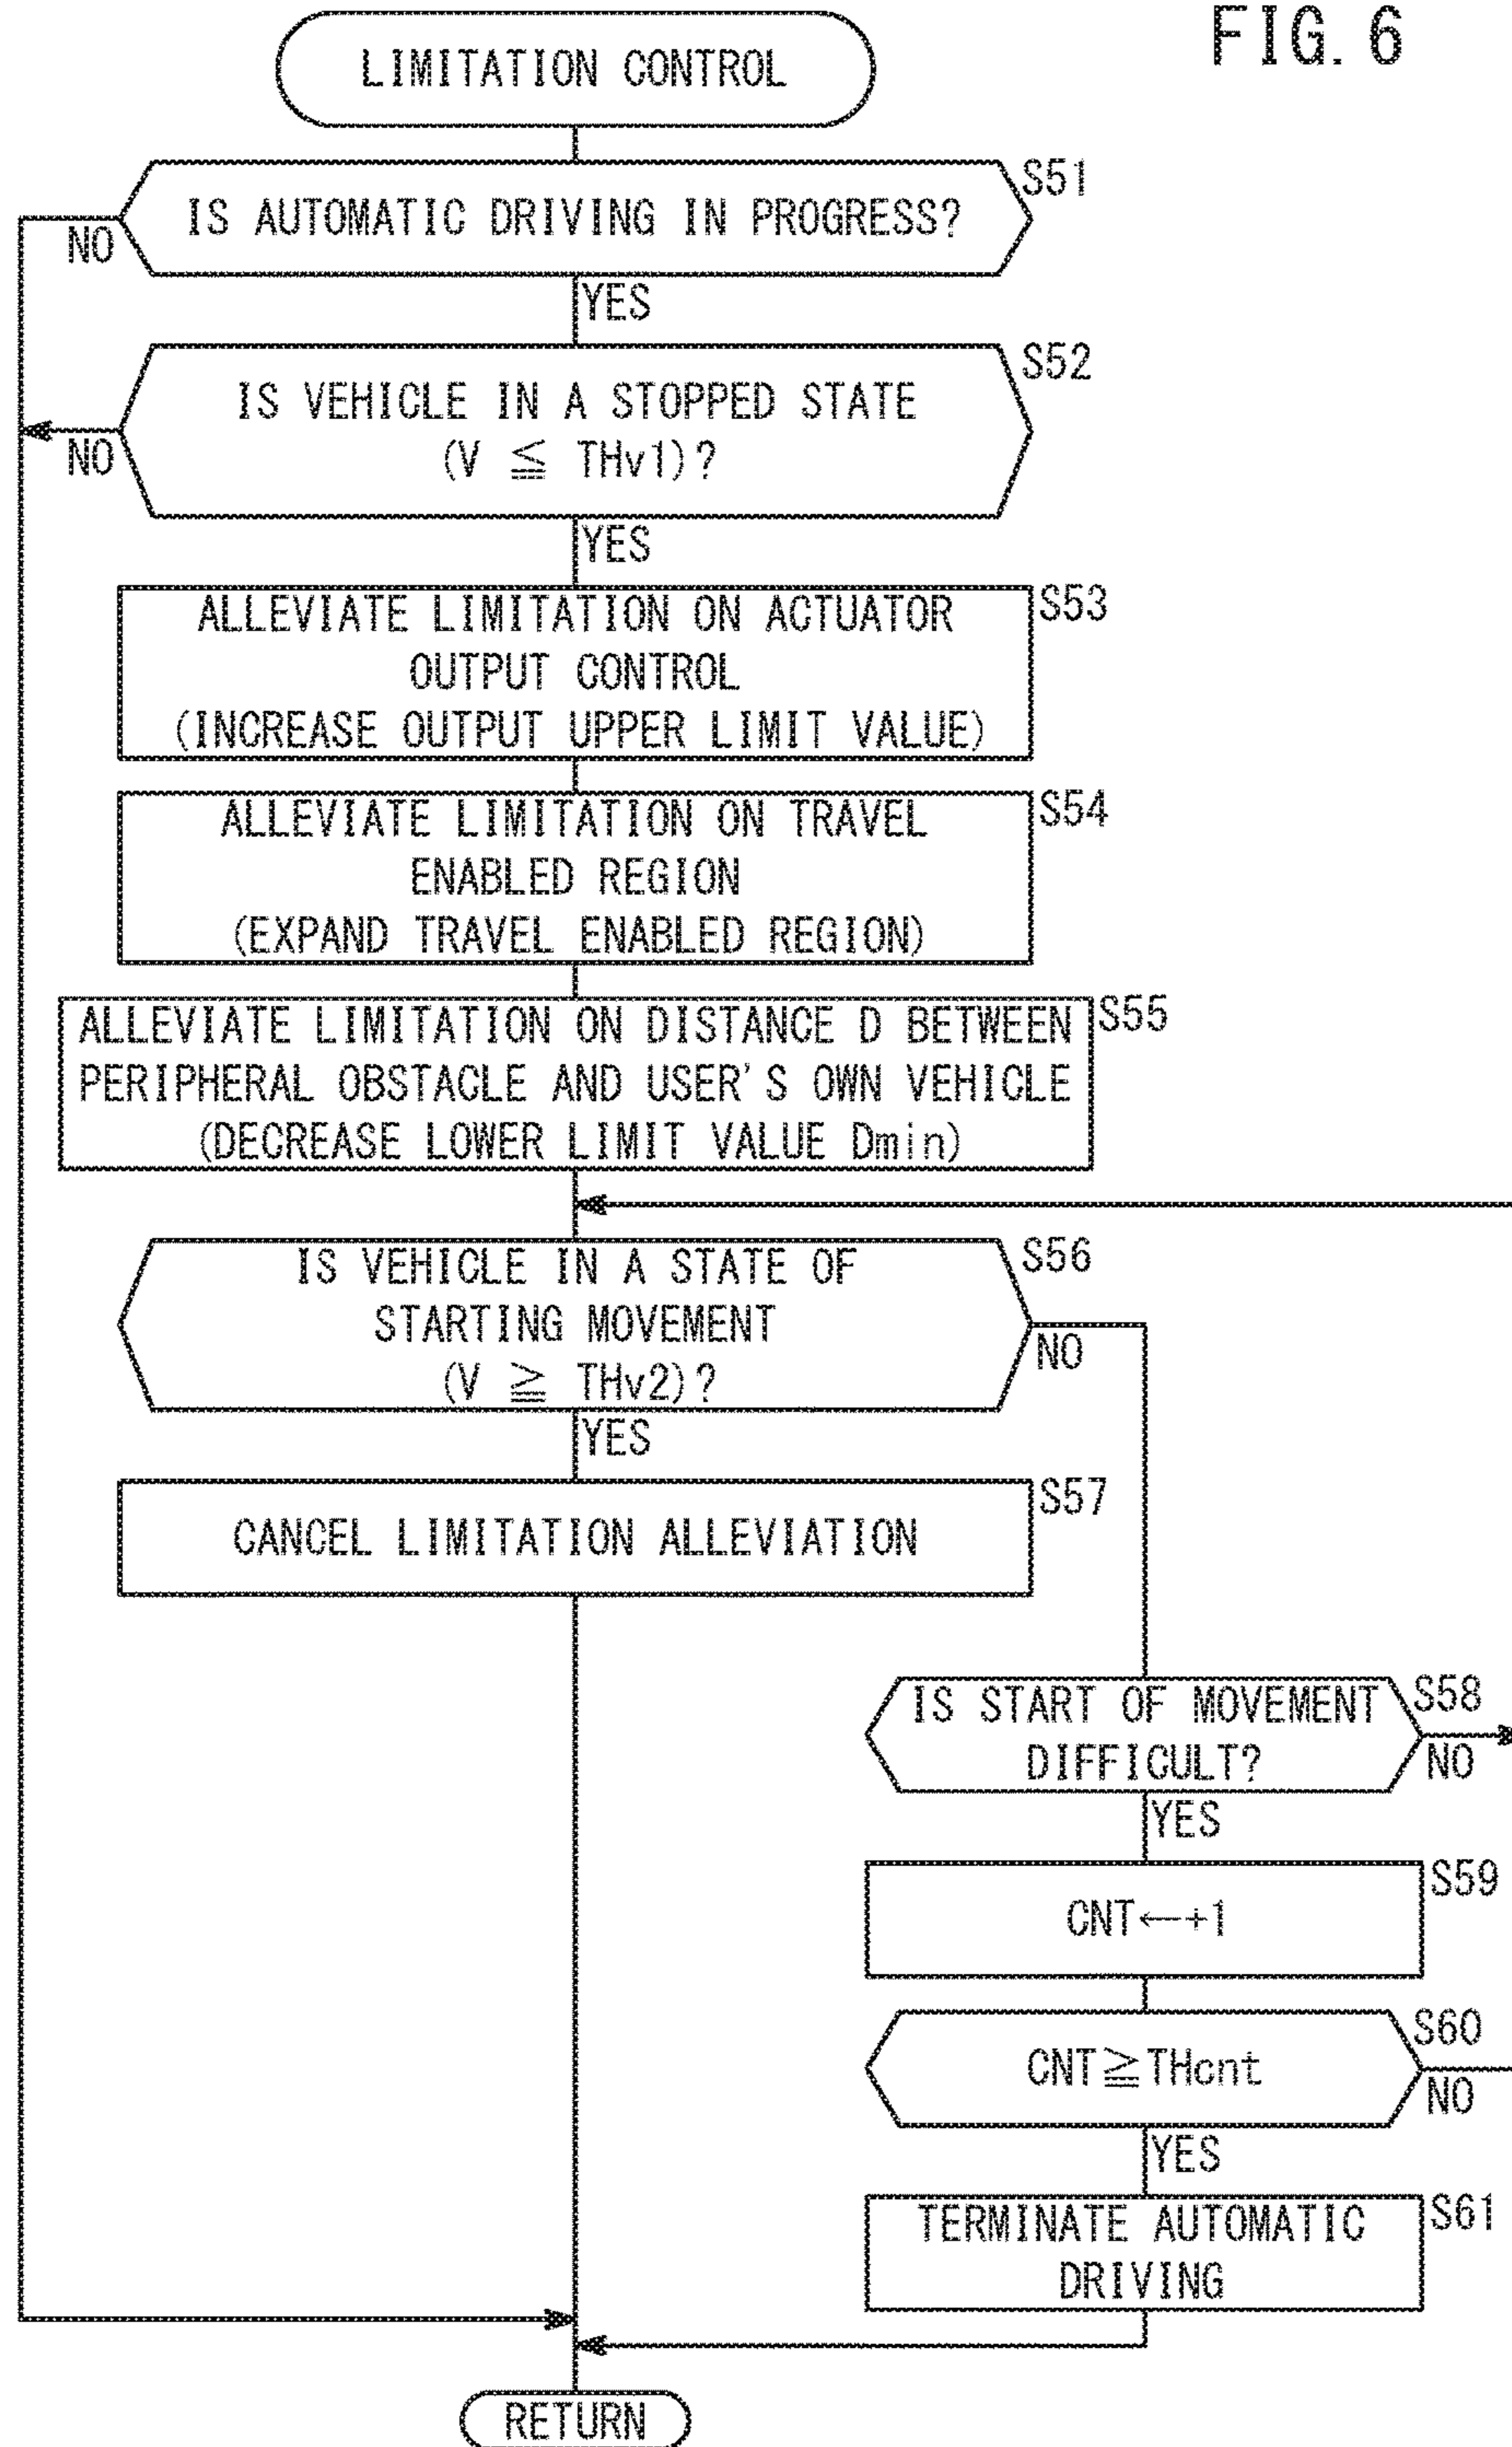 FIG. 6
LIMITATION CONTROL
S51
IS AUTOMATIC DRIVING IN PROGRESS?
NO
YES
S52
IS VEHICLE IN A STOPPED STATE
(V ≦ THv1)?
NO
YES
S53
ALLEVIATE LIMITATION ON ACTUATOR
OUTPUT CONTROL
(INCREASE OUTPUT UPPER LIMIT VALUE)
S54
ALLEVIATE LIMITATION ON TRAVEL
ENABLED REGION
(EXPAND TRAVEL ENABLED REGION)
S55
ALLEVIATE LIMITATION ON DISTANCE D BETWEEN
PERIPHERAL OBSTACLE AND USER'S OWN VEHICLE
(DECREASE LOWER LIMIT VALUE Dmin)
S56
IS VEHICLE IN A STATE OF
STARTING MOVEMENT
(V ≧ THv2)?
NO
YES
S57
CANCEL LIMITATION ALLEVIATION
S58
IS START OF MOVEMENT
DIFFICULT?
NO
YES
S59
CNT←+1
S60
CNT≧THcnt
NO
YES
S61
TERMINATE AUTOMATIC
DRIVING
RETURN